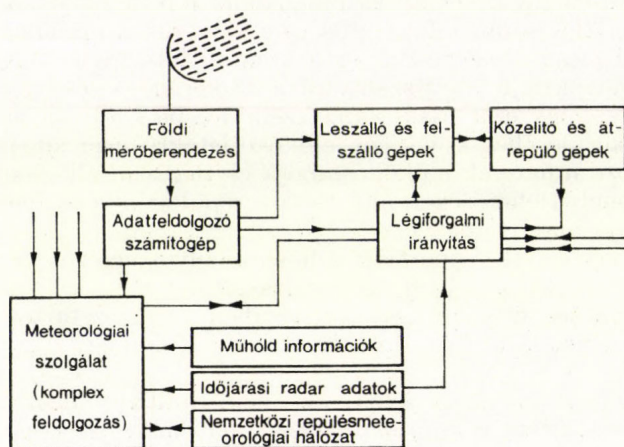 Földi
mérőberendezés
Leszálló és fel-
szálló gépek
Közelitő és át-
repülő gépek
Adatfeldolgozó
számítógép
Légiforgalmi
irányítás
Meteorológiai
szolgálat
(komplex
feldolgozás)
Műhold információk
Időjárási radar adatok
Nemzetközi repülésmete-
orológiai hálózat